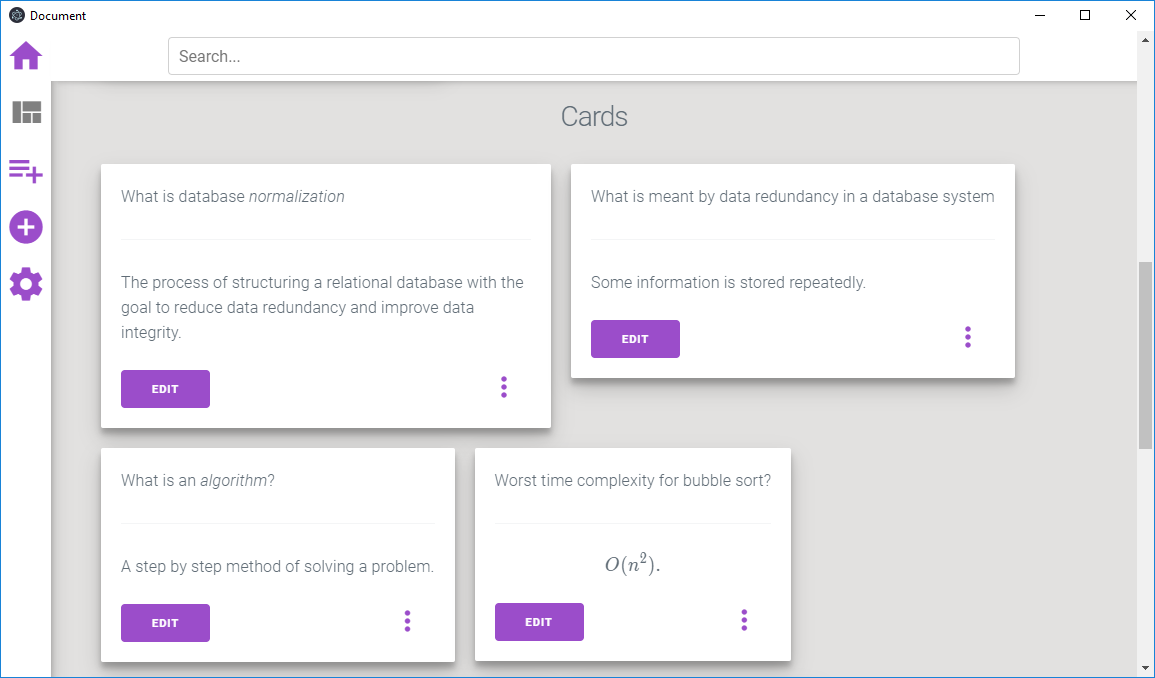 Document
Search...
Cards
What is database normalization
The process of structuring a relational database with the
goal to reduce data redundancy and improve data
integrity.
EDIT
What is meant by data redundancy in a database system
Some information is stored repeatedly.
EDIT
What is an algorithm?
A step by step method of solving a problem.
EDIT
Worst time complexity for bubble sort?
O(n²).
EDIT